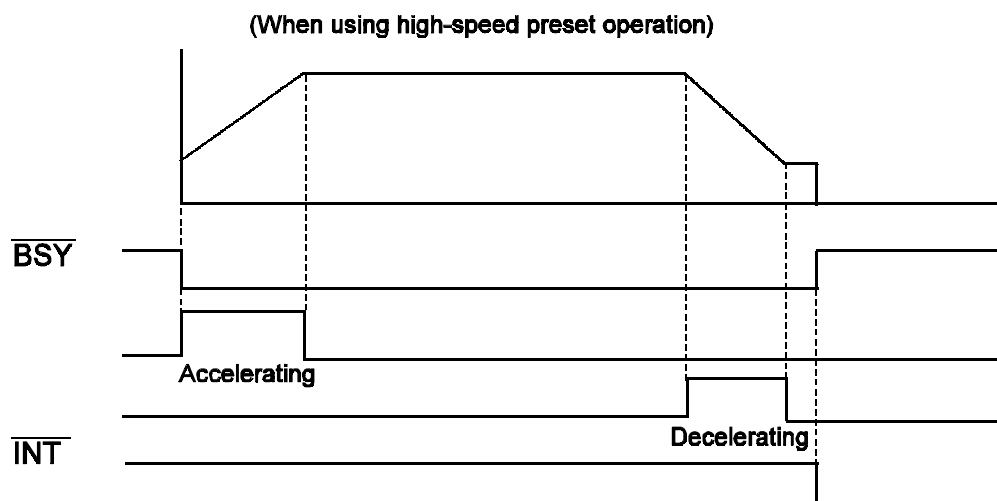 (When using high-speed preset operation)
BSY
Accelerating
Decelerating
INT